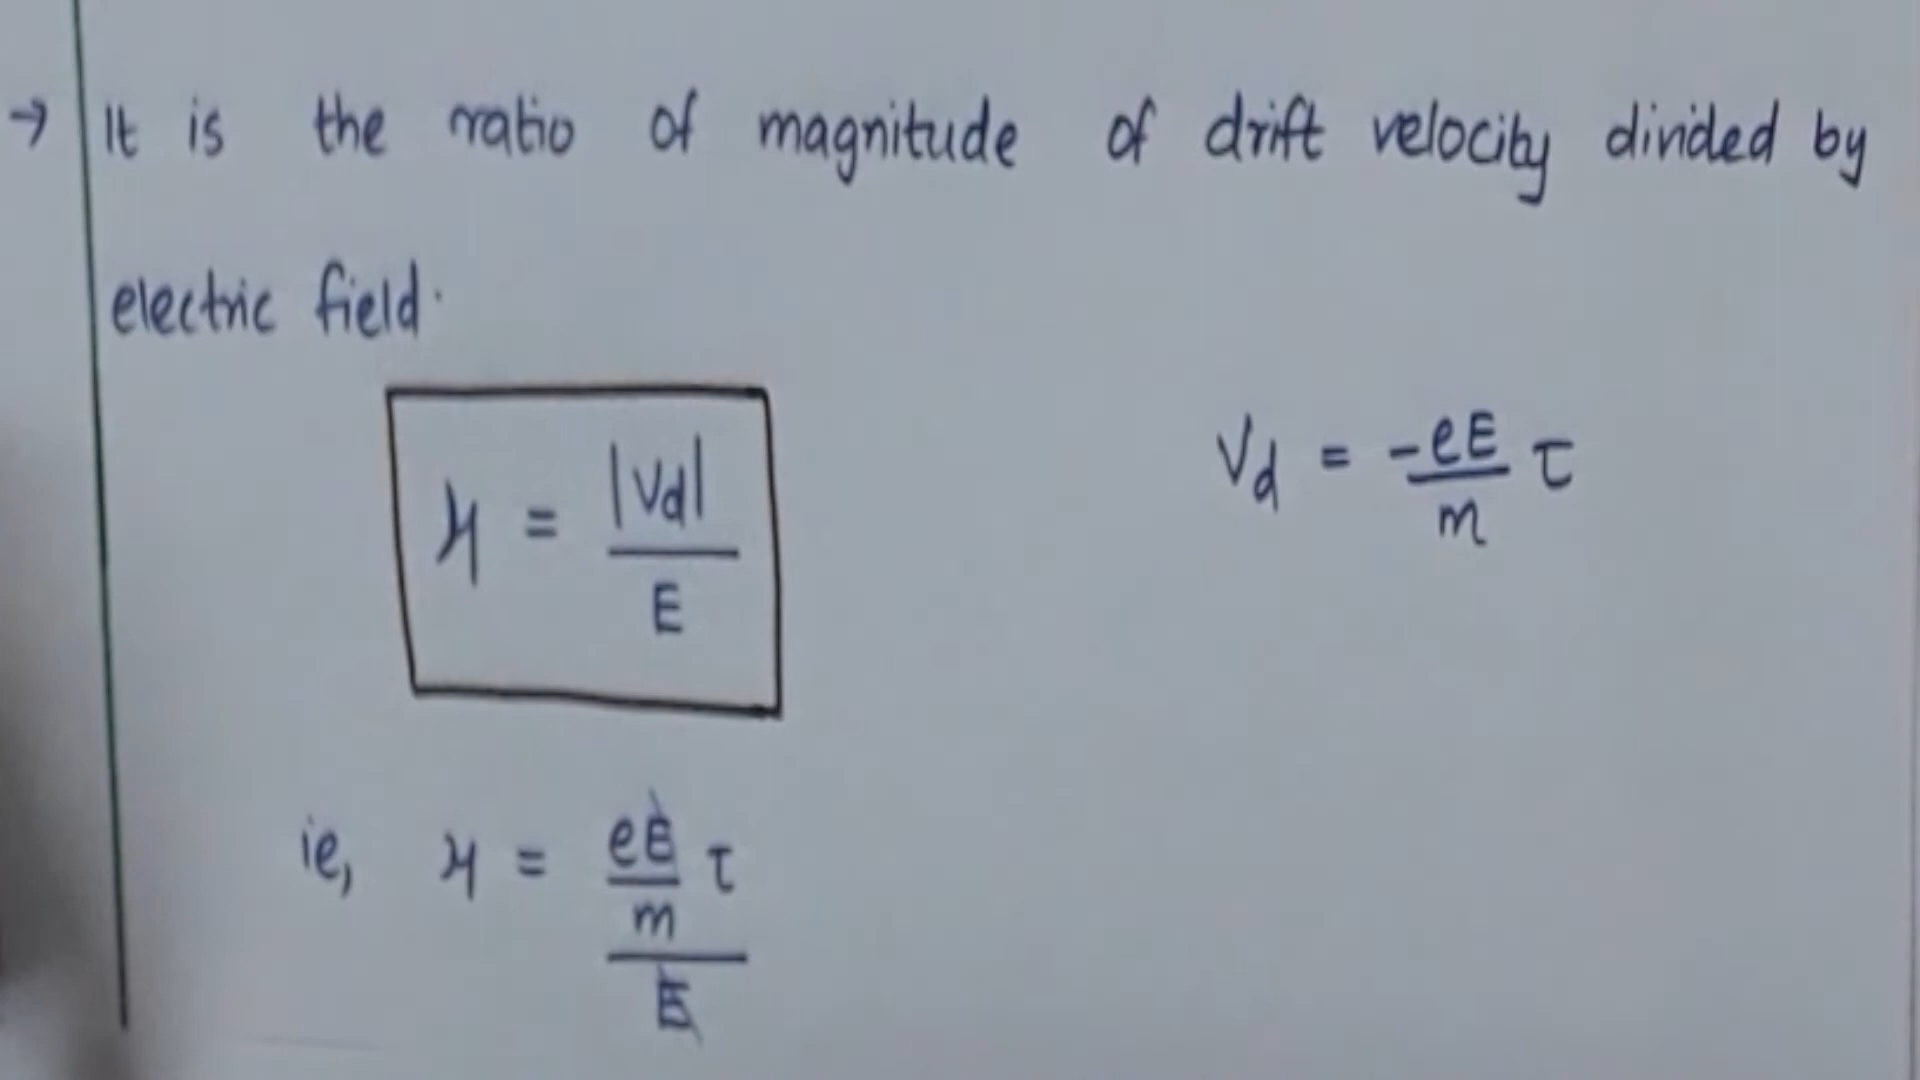 → It is the ratio of magnitude of drift velocity divided by
electric field.
μ = |Vd| / E
Vd = -eE/m τ
ie, μ = eE/m τ / E